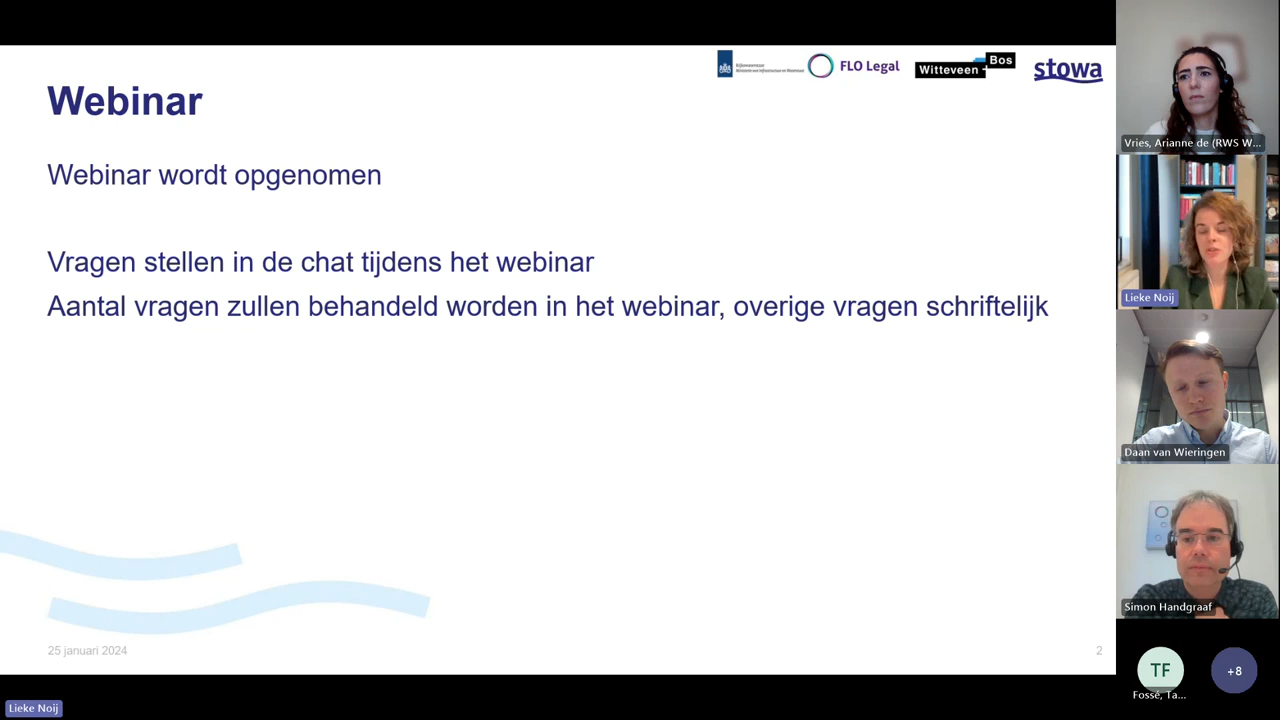 FLO Legal
Witteveen
Bos
stowa
Webinar
Webinar wordt opgenomen
Vragen stellen in de chat tijdens het webinar
Aantal vragen zullen behandeld worden in het webinar, overige vragen schriftelijk
25 januari 2024
2
Vries, Arianne de (RWS W...
Lieke Noij
Daan van Wieringen
Simon Handgraaf
TF
Fossé, Ta...
+8
Lieke Noij